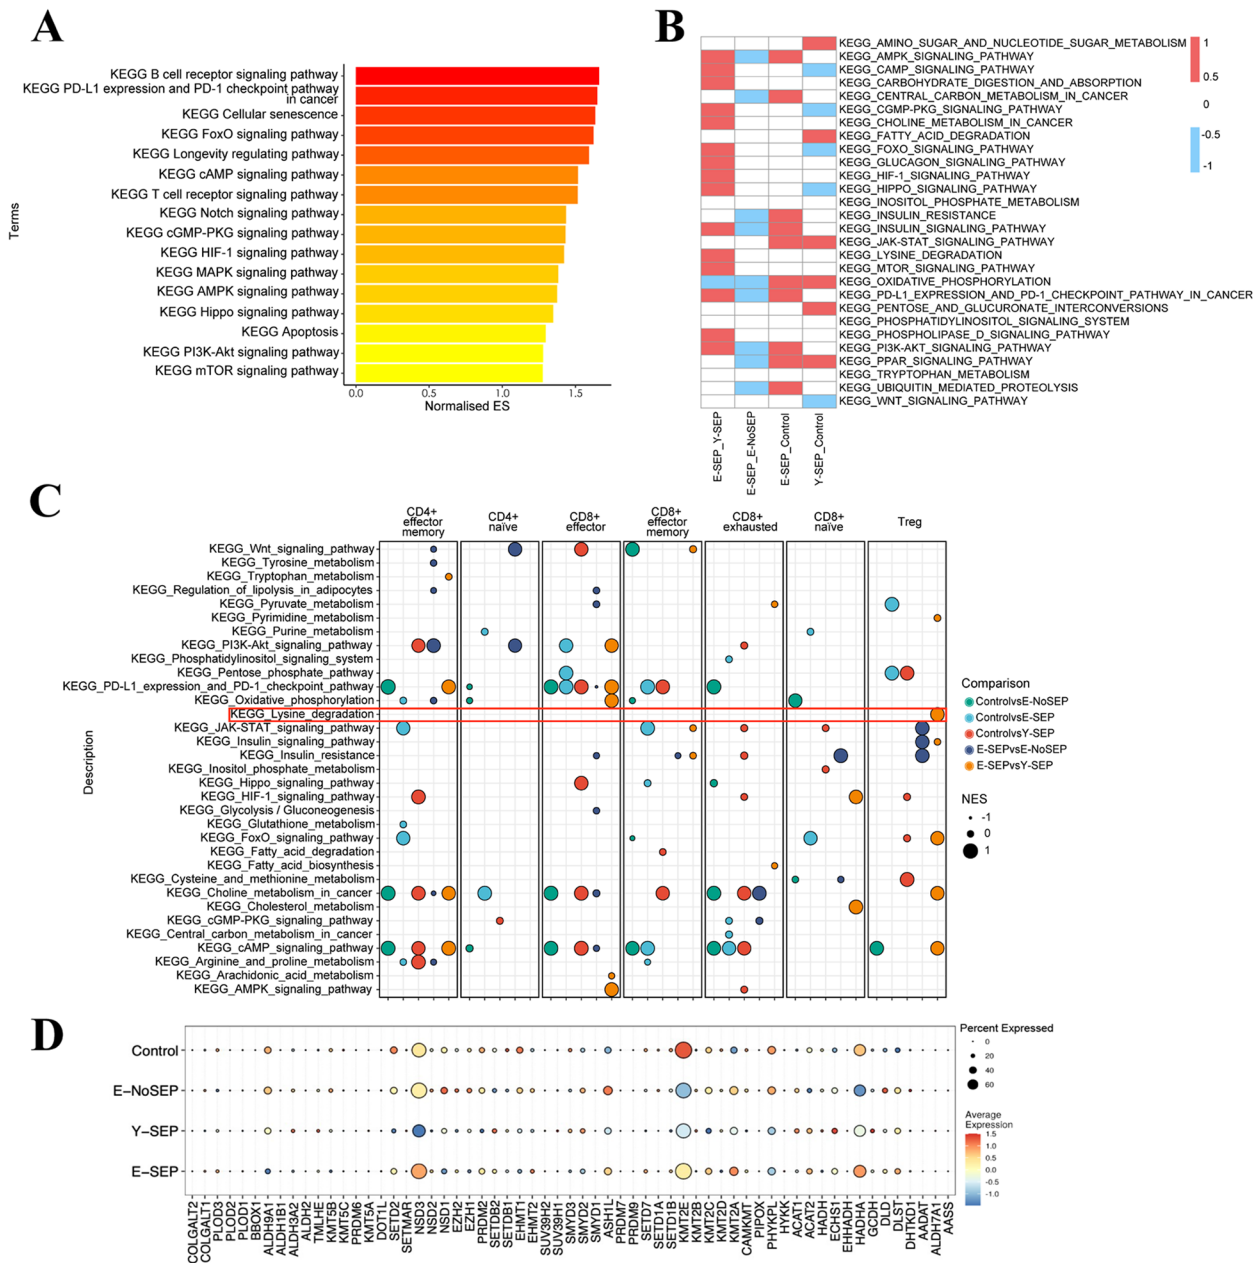 A
Terms
KEGG B cell receptor signaling pathway
KEGG PD-L1 expression and PD-1 checkpoint pathway
in cancer
KEGG Cellular senescence
KEGG FoxO signaling pathway
KEGG Longevity regulating pathway
KEGG cAMP signaling pathway
KEGG T cell receptor signaling pathway
KEGG Notch signaling pathway
KEGG cGMP-PKG signaling pathway
KEGG HIF-1 signaling pathway
KEGG MAPK signaling pathway
KEGG AMPK signaling pathway
KEGG Hippo signaling pathway
KEGG Apoptosis
KEGG PI3K-Akt signaling pathway
KEGG mTOR signaling pathway
0.0 0.5 1.0 1.5
Normalised ES
B
KEGG_AMINO_SUGAR_AND_NUCLEOTIDE_SUGAR_METABOLISM
KEGG_AMPK_SIGNALING_PATHWAY
KEGG_CAMP_SIGNALING_PATHWAY
KEGG_CARBOHYDRATE_DIGESTION_AND_ABSORPTION
KEGG_CENTRAL_CARBON_METABOLISM_IN_CANCER
KEGG_CGMP-PKG_SIGNALING_PATHWAY
KEGG_CHOLINE_METABOLISM_IN_CANCER
KEGG_FATTY_ACID_DEGRADATION
KEGG_FOXO_SIGNALING_PATHWAY
KEGG_GLUCAGON_SIGNALING_PATHWAY
KEGG_HIF-1_SIGNALING_PATHWAY
KEGG_HIPPO_SIGNALING_PATHWAY
KEGG_INOSITOL_PHOSPHATE_METABOLISM
KEGG_INSULIN_RESISTANCE
KEGG_INSULIN_SIGNALING_PATHWAY
KEGG_JAK-STAT_SIGNALING_PATHWAY
KEGG_LYSINE_DEGRADATION
KEGG_MTOR_SIGNALING_PATHWAY
KEGG_OXIDATIVE_PHOSPHORYLATION
KEGG_PD-L1_EXPRESSION_AND_PD-1_CHECKPOINT_PATHWAY_IN_CANCER
KEGG_PENTOSE_AND_GLUCURONATE_INTERCONVERSIONS
KEGG_PHOSPHATIDYLINOSITOL_SIGNALING_SYSTEM
KEGG_PHOSPHOLIPASE_D_SIGNALING_PATHWAY
KEGG_PI3K-AKT_SIGNALING_PATHWAY
KEGG_PPAR_SIGNALING_PATHWAY
KEGG_TRYPTOPHAN_METABOLISM
KEGG_UBIQUITIN_MEDIATED_PROTEOLYSIS
KEGG_WNT_SIGNALING_PATHWAY
1
0.5
0
-0.5
-1
E-SEP_Y-SEP
E-SEP_E-NoSEP
E-SEP_Control
Y-SEP_Control
C
CD4+
effector
memory
CD4+
naïve
CD8+
effector
CD8+
effector
memory
CD8+
exhausted
CD8+
naïve
Treg
Description
KEGG_Wnt_signaling_pathway
KEGG_Tyrosine_metabolism
KEGG_Tryptophan_metabolism
KEGG_Regulation_of_lipolysis_in_adipocytes
KEGG_Pyruvate_metabolism
KEGG_Pyrimidine_metabolism
KEGG_Purine_metabolism
KEGG_PI3K-Akt_signaling_pathway
KEGG_Phosphatidylinositol_signaling_system
KEGG_Pentose_phosphate_pathway
KEGG_PD-L1_expression_and_PD-1_checkpoint_pathway
KEGG_Oxidative_phosphorylation
KEGG_Lysine_degradation
KEGG_JAK-STAT_signaling_pathway
KEGG_Insulin_signaling_pathway
KEGG_Insulin_resistance
KEGG_Inositol_phosphate_metabolism
KEGG_Hippo_signaling_pathway
KEGG_HIF-1_signaling_pathway
KEGG_Glycolysis / Gluconeogenesis
KEGG_Glutathione_metabolism
KEGG_FoxO_signaling_pathway
KEGG_Fatty_acid_degradation
KEGG_Fatty_acid_biosynthesis
KEGG_Cysteine_and_methionine_metabolism
KEGG_Choline_metabolism_in_cancer
KEGG_Cholesterol_metabolism
KEGG_cGMP-PKG_signaling_pathway
KEGG_Central_carbon_metabolism_in_cancer
KEGG_cAMP_signaling_pathway
KEGG_Arginine_and_proline_metabolism
KEGG_Arachidonic_acid_metabolism
KEGG_AMPK_signaling_pathway
Comparison
ControlvsE-NoSEP
ControlvsE-SEP
ControlvsY-SEP
E-SEPvsE-NoSEP
E-SEPvsY-SEP
NES
-1
0
1
D
Control
E-NoSEP
Y-SEP
E-SEP
COLGALT2
COLGALT1
PLOD3
PLOD2
PLOD1
BBOX1
ALDH9A1
ALDH1B1
ALDH3A2
ALDH2
TMLHE
KMT5B
KMT5C
PRDM6
KMT5A
DOT1L
SETD2
SETMAR
NSD3
NSD2
NSD1
EZH2
EZH1
PRDM2
SETDB2
SETDB1
EHMT1
EHMT2
SUV39H2
SUV39H1
SMYD3
SMYD2
SMYD1
ASH1L
PRDM7
PRDM9
SETD7
SETD1A
SETD1B
KMT2E
KMT2B
KMT2C
KMT2D
KMT2A
CAMKMT
PIPOX
PHYKPL
HYKK
ACAT1
ACAT2
HADH
ECHS1
EHHADH
HADHA
GCDH
DLD
DLST
DHTKD1
AADAT
ALDH7A1
AASS
Percent Expressed
0
20
40
60
Average
Expression
1.5
1.0
0.5
0.0
-0.5
-1.0